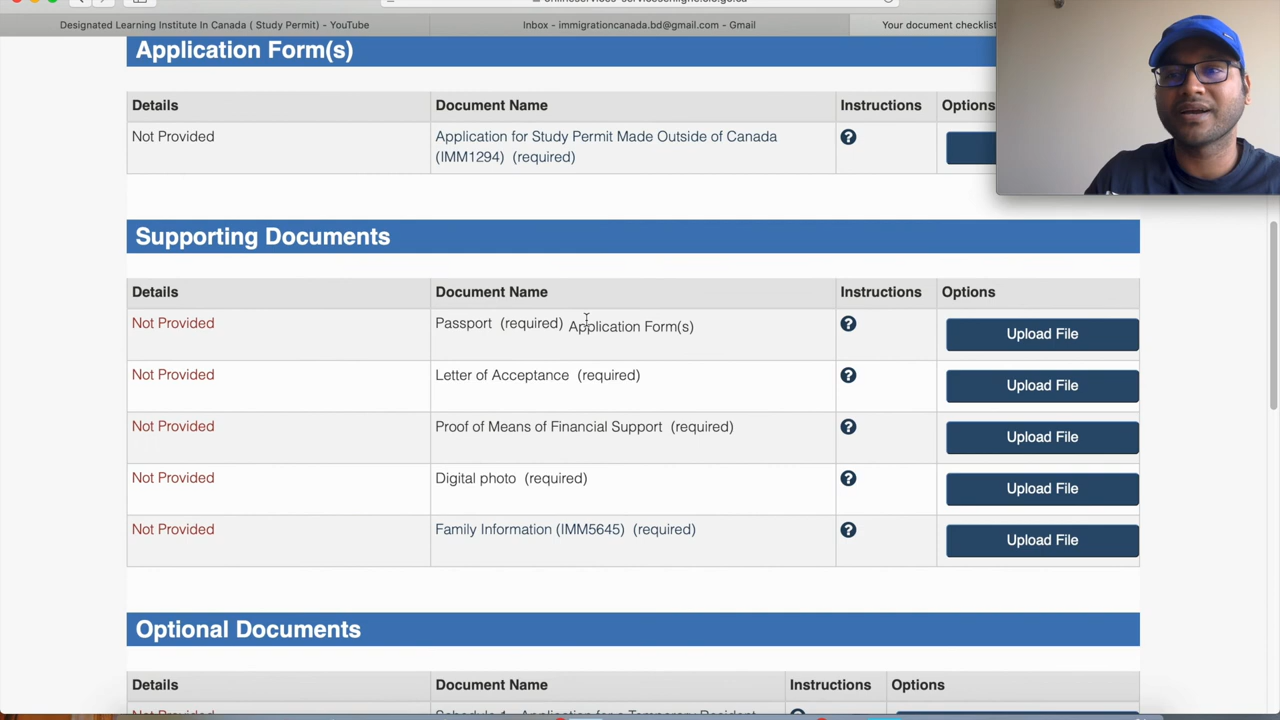 Designated Learning Institute In Canada ( Study Permit) - YouTube
Inbox - immigrationcanada.bd@gmail.com - Gmail
Your document checklis
Application Form(s)
Details Document Name Instructions Options
Not Provided
Application for Study Permit Made Outside of Canada
(IMM1294) (required)
Supporting Documents
Details Document Name Instructions Options
Not Provided Passport (required) Application Form(s) Upload File
Not Provided Letter of Acceptance (required) Upload File
Not Provided Proof of Means of Financial Support (required) Upload File
Not Provided Digital photo (required) Upload File
Not Provided Family Information (IMM5645) (required) Upload File
Optional Documents
Details Document Name Instructions Options